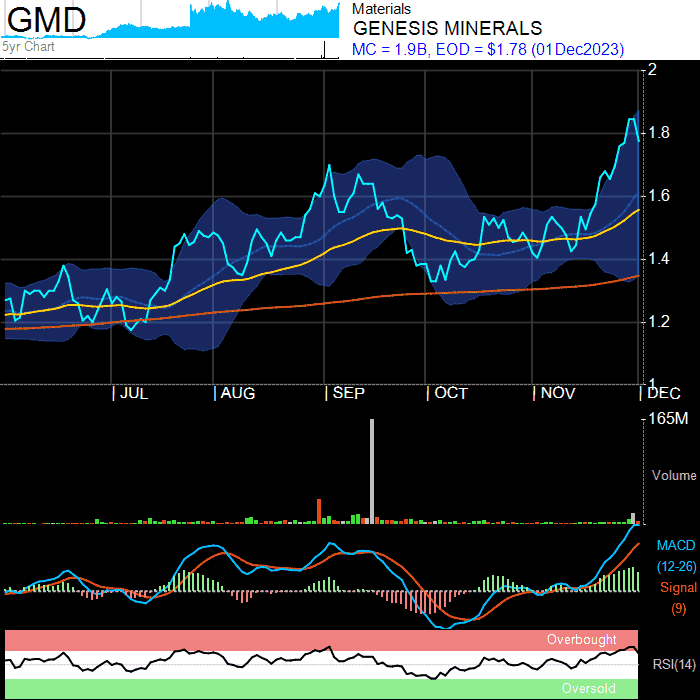 GMD
5yr Chart
Materials
GENESIS MINERALS
MC = 1.9B, EOD = $1.78 (01Dec2023)
2
1.8
1.6
1.4
1.2
1
JUL AUG SEP OCT NOV DEC
165M
Volume
MACD
(12-26)
Signal
(9)
Overbought
RSI(14)
Oversold